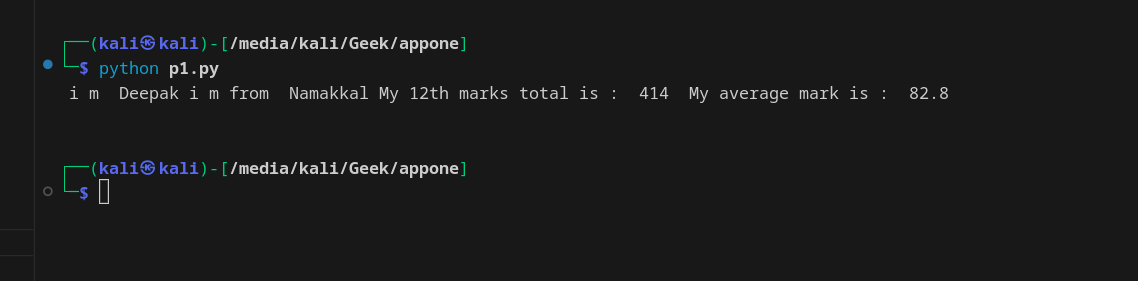 ┌──(kali㉿kali)-[/media/kali/Geek/appone]
└─$ python p1.py
i m  Deepak i m from  Namakkal My 12th marks total is :  414  My average mark is :  82.8
┌──(kali㉿kali)-[/media/kali/Geek/appone]
└─$